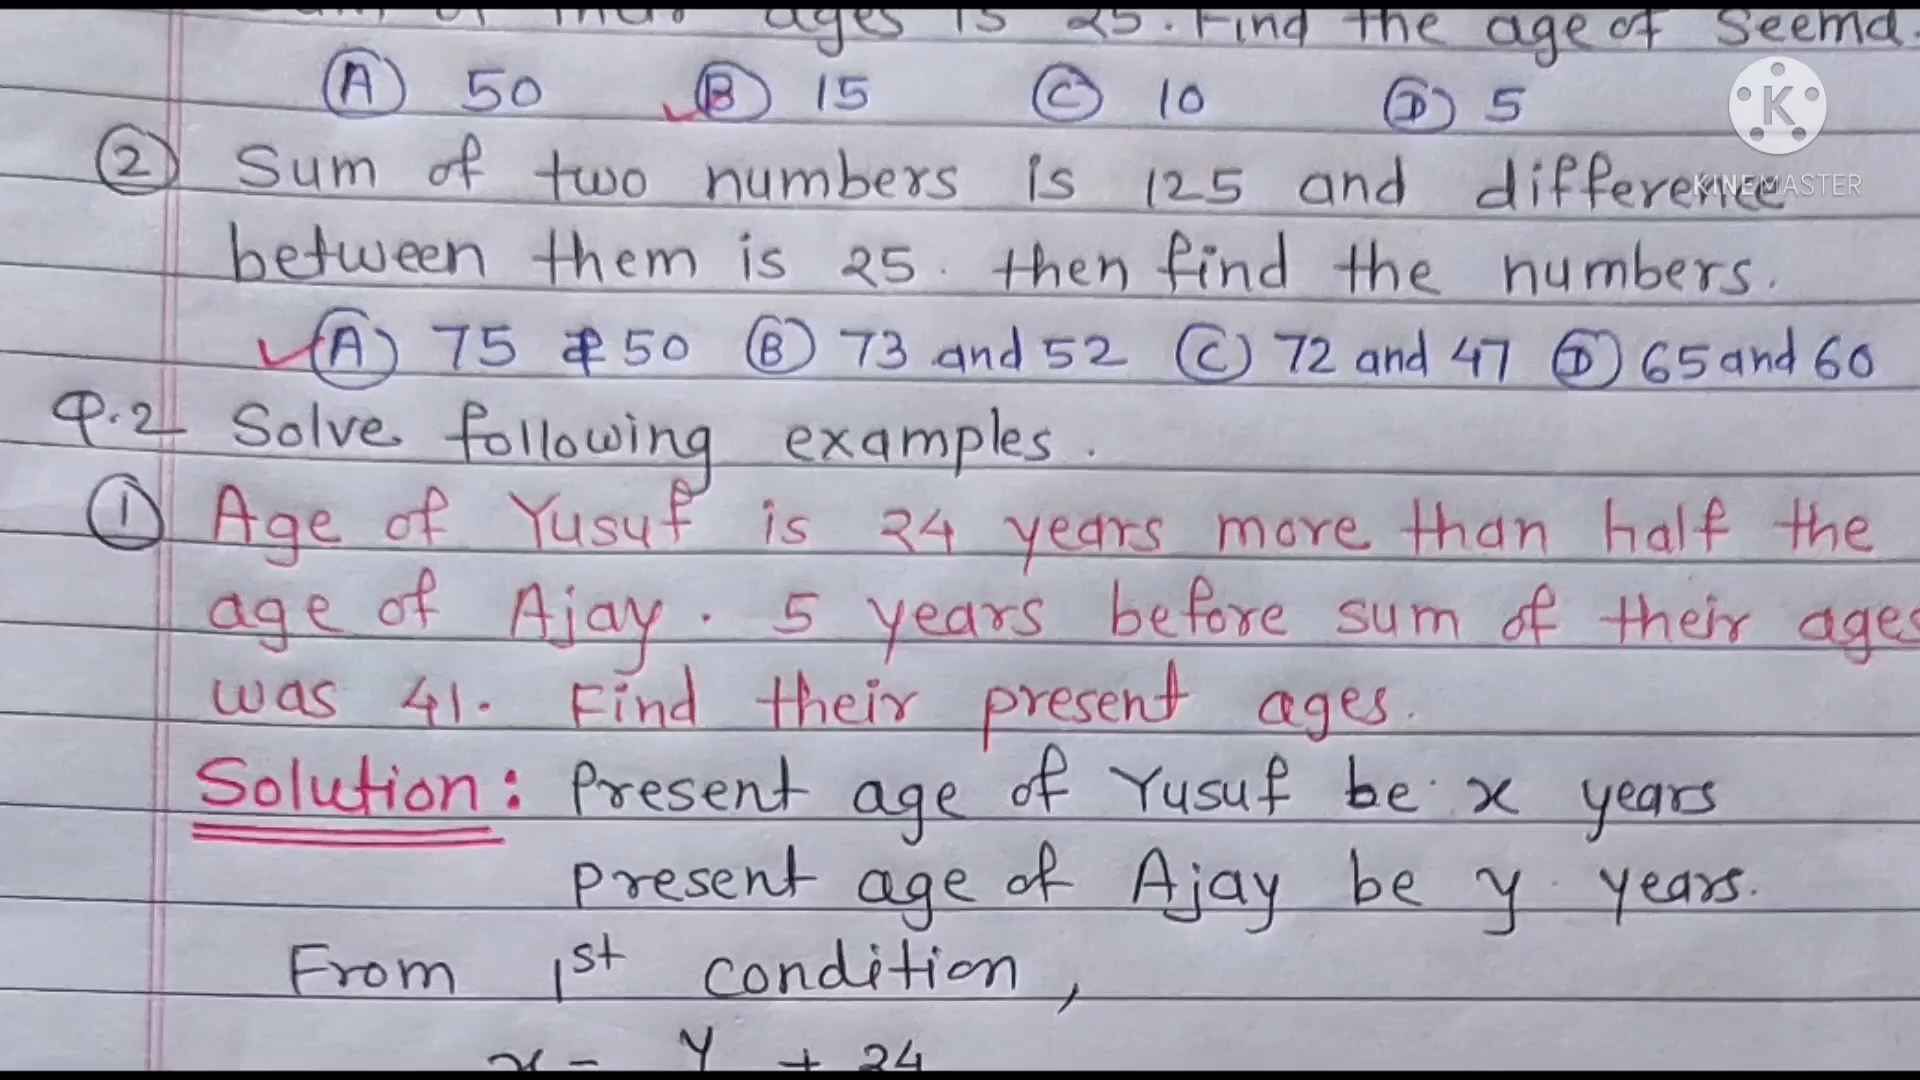 ages is 25. Find the age of Seema.
Ⓐ 50 Ⓑ 15 Ⓒ 10 Ⓓ 5
② Sum of two numbers is 125 and difference
between them is 25. then find the numbers.
Ⓐ 75 & 50 Ⓑ 73 and 52 Ⓒ 72 and 47 Ⓓ 65 and 60
Q.2 Solve following examples.
① Age of Yusuf is 24 years more than half the
age of Ajay. 5 years before sum of their ages
was 41. Find their present ages.
Solution: Present age of Yusuf be x years
present age of Ajay be y years.
From 1st condition,
x = y + 24
K
KINEMASTER